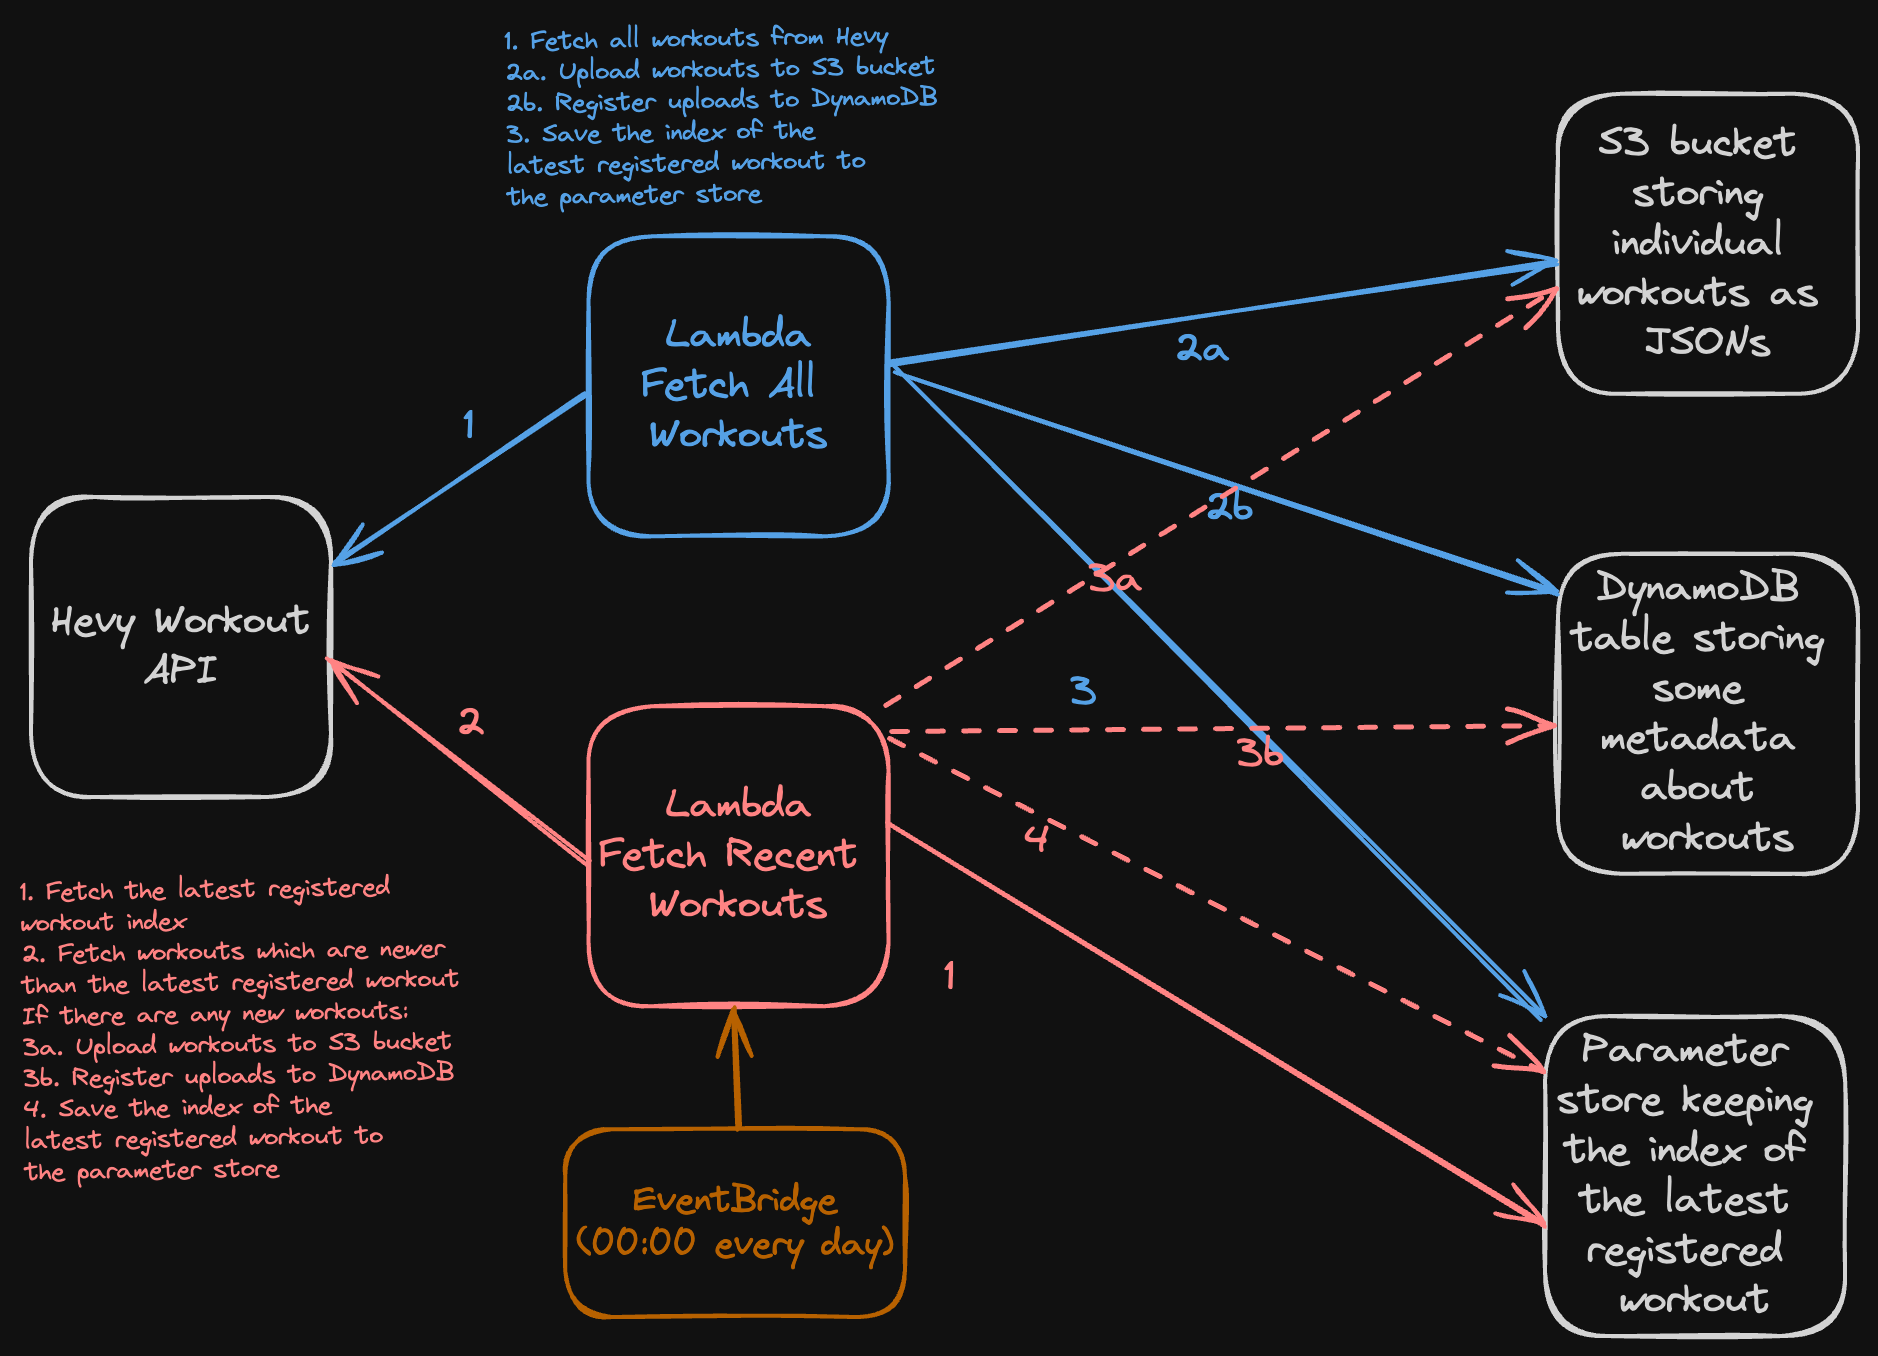 1. Fetch all workouts from Hevy
2a. Upload workouts to S3 bucket
2b. Register uploads to DynamoDB
3. Save the index of the
latest registered workout to
the parameter store
S3 bucket
storing
individual
workouts as
JSONs
Lambda
Fetch All
Workouts
2a
1
2b
3a
Hevy Workout
API
DynamoDB
table storing
some
metadata
about
workouts
3
2
3b
Lambda
Fetch Recent
Workouts
4
1
1. Fetch the latest registered
workout index
2. Fetch workouts which are newer
than the latest registered workout
If there are any new workouts:
3a. Upload workouts to S3 bucket
3b. Register uploads to DynamoDB
4. Save the index of the
latest registered workout to
the parameter store
Parameter
store keeping
the index of
the latest
registered
workout
EventBridge
(00:00 every day)